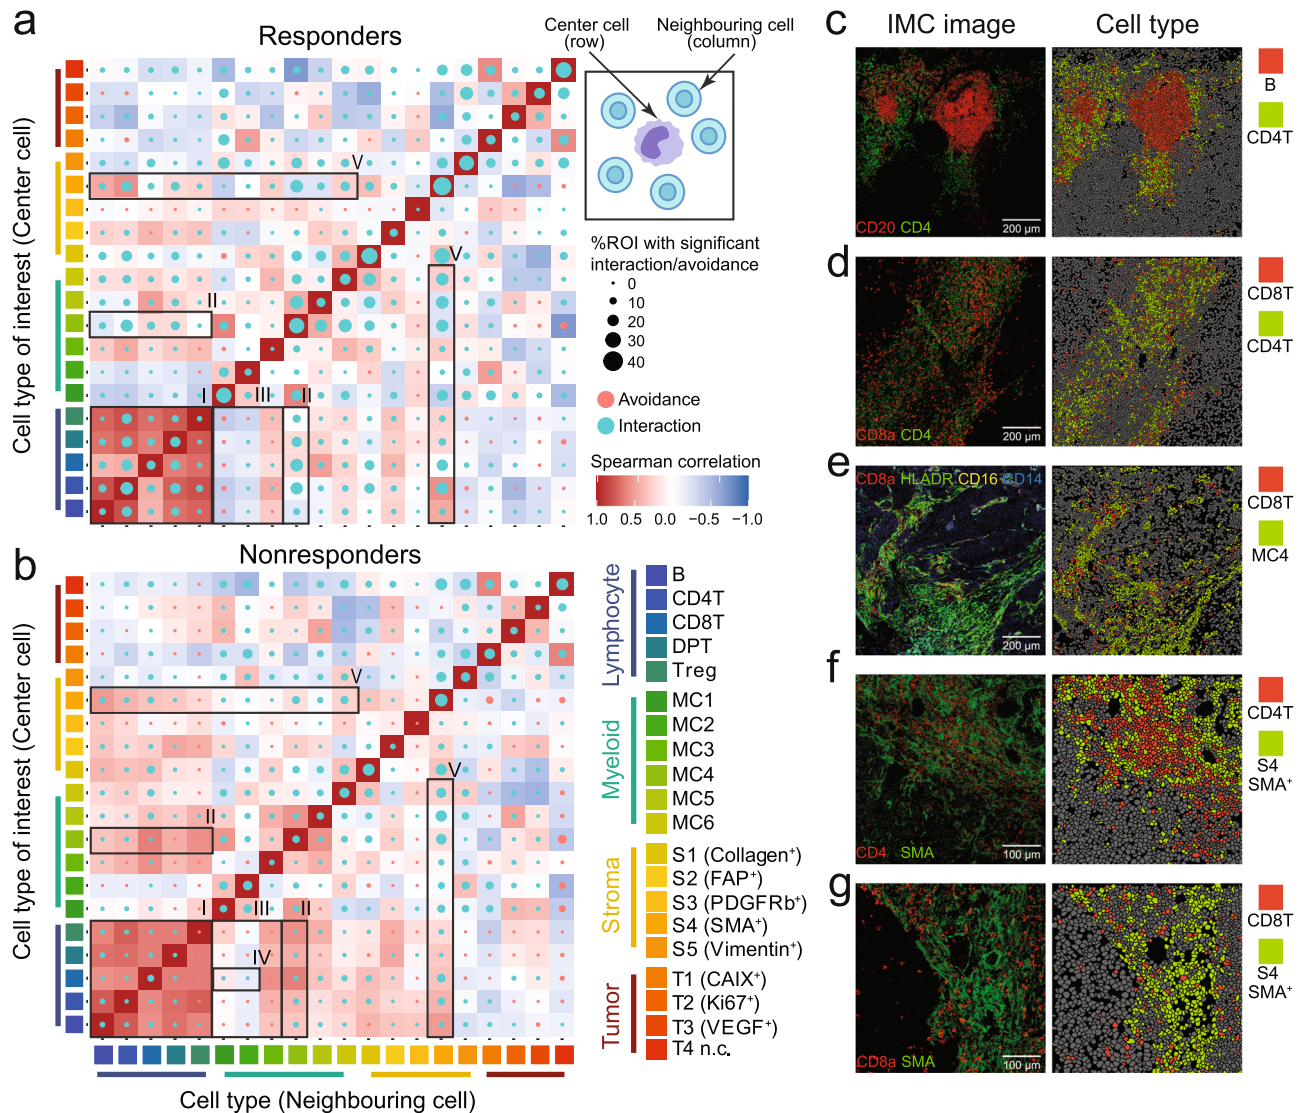 a
Responders
Cell type of interest (Center cell)
V
V
II
I
III
II
Center cell
(row)
Neighbouring cell
(column)
%ROI with significant
interaction/avoidance
0
10
20
30
40
Avoidance
Interaction
Spearman correlation
1.0 0.5 0.0 −0.5 −1.0
b
Nonresponders
Cell type of interest (Center cell)
V
V
II
I
III
II
IV
Cell type (Neighbouring cell)
Lymphocyte
B
CD4T
CD8T
DPT
Treg
Myeloid
MC1
MC2
MC3
MC4
MC5
MC6
Stroma
S1 (Collagen⁺)
S2 (FAP⁺)
S3 (PDGFRb⁺)
S4 (SMA⁺)
S5 (Vimentin⁺)
Tumor
T1 (CAIX⁺)
T2 (Ki67⁺)
T3 (VEGF⁺)
T4 n.c.
c
IMC image
Cell type
CD20 CD4
200 µm
B
CD4T
d
CD8a CD4
200 µm
CD8T
CD4T
e
CD8a HLADR CD16 CD14
200 µm
CD8T
MC4
f
CD4 SMA
100 µm
CD4T
S4
SMA⁺
g
CD8a SMA
100 µm
CD8T
S4
SMA⁺